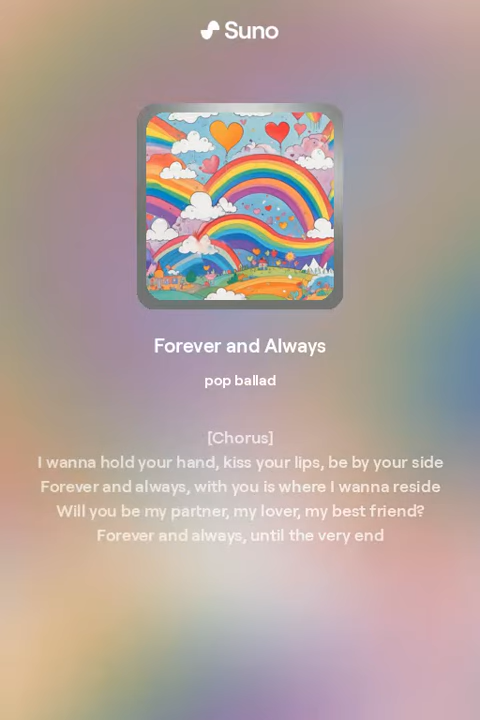 Suno
Forever and Always
pop ballad
[Chorus]
I wanna hold your hand, kiss your lips, be by your side
Forever and always, with you is where I wanna reside
Will you be my partner, my lover, my best friend?
Forever and always, until the very end